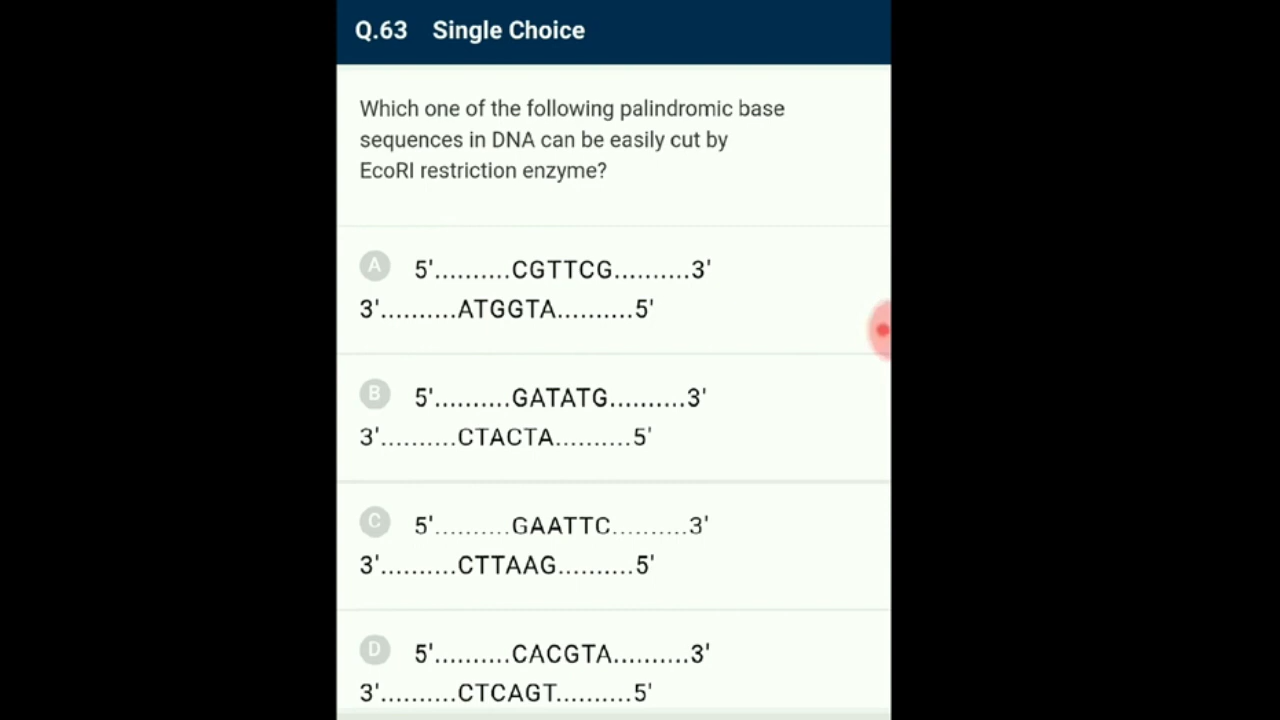 Q.63 Single Choice
Which one of the following palindromic base
sequences in DNA can be easily cut by
EcoRI restriction enzyme?
A 5'..........CGTTCG..........3'
3'..........ATGGTA..........5'
B 5'..........GATATG..........3'
3'..........CTACTA..........5'
C 5'..........GAATTC..........3'
3'..........CTTAAG..........5'
D 5'..........CACGTA..........3'
3'..........CTCAGT..........5'